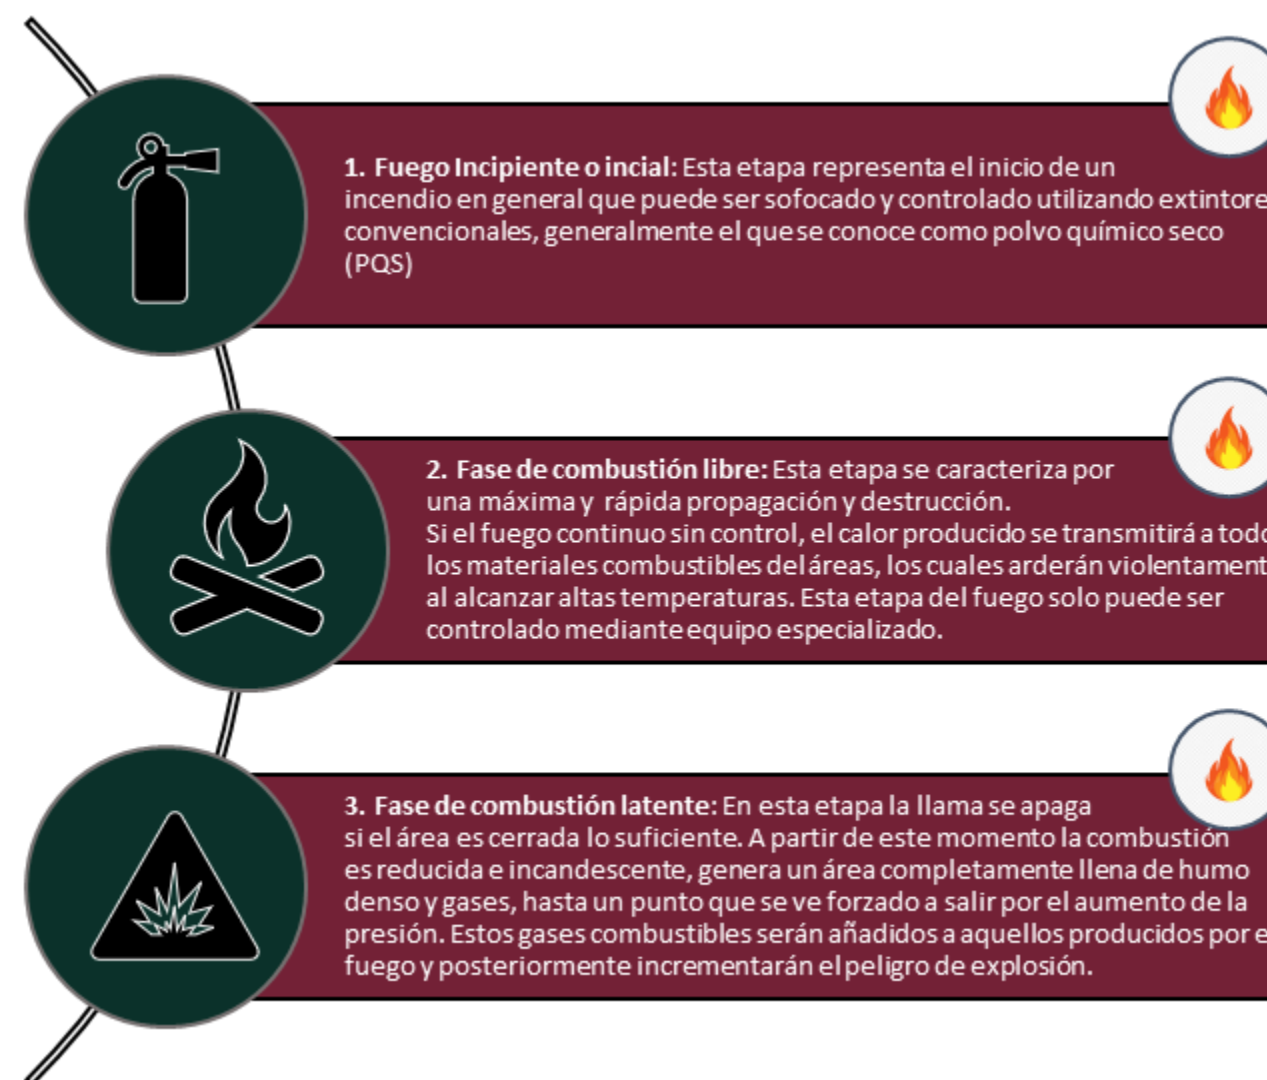 1. Fuego Incipiente o incial: Esta etapa representa el inicio de un
incendio en general que puede ser sofocado y controlado utilizando extintore
convencionales, generalmente el que se conoce como polvo químico seco
(PQS)
2. Fase de combustión libre: Esta etapa se caracteriza por
una máxima y rápida propagación y destrucción.
Si el fuego continuo sin control, el calor producido se transmitirá a todo
los materiales combustibles del áreas, los cuales arderán violentament
al alcanzar altas temperaturas. Esta etapa del fuego solo puede ser
controlado mediante equipo especializado.
3. Fase de combustión latente: En esta etapa la llama se apaga
si el área es cerrada lo suficiente. A partir de este momento la combustión
es reducida e incandescente, genera un área completamente llena de humo
denso y gases, hasta un punto que se ve forzado a salir por el aumento de la
presión. Estos gases combustibles serán añadidos a aquellos producidos por e
fuego y posteriormente incrementarán el peligro de explosión.